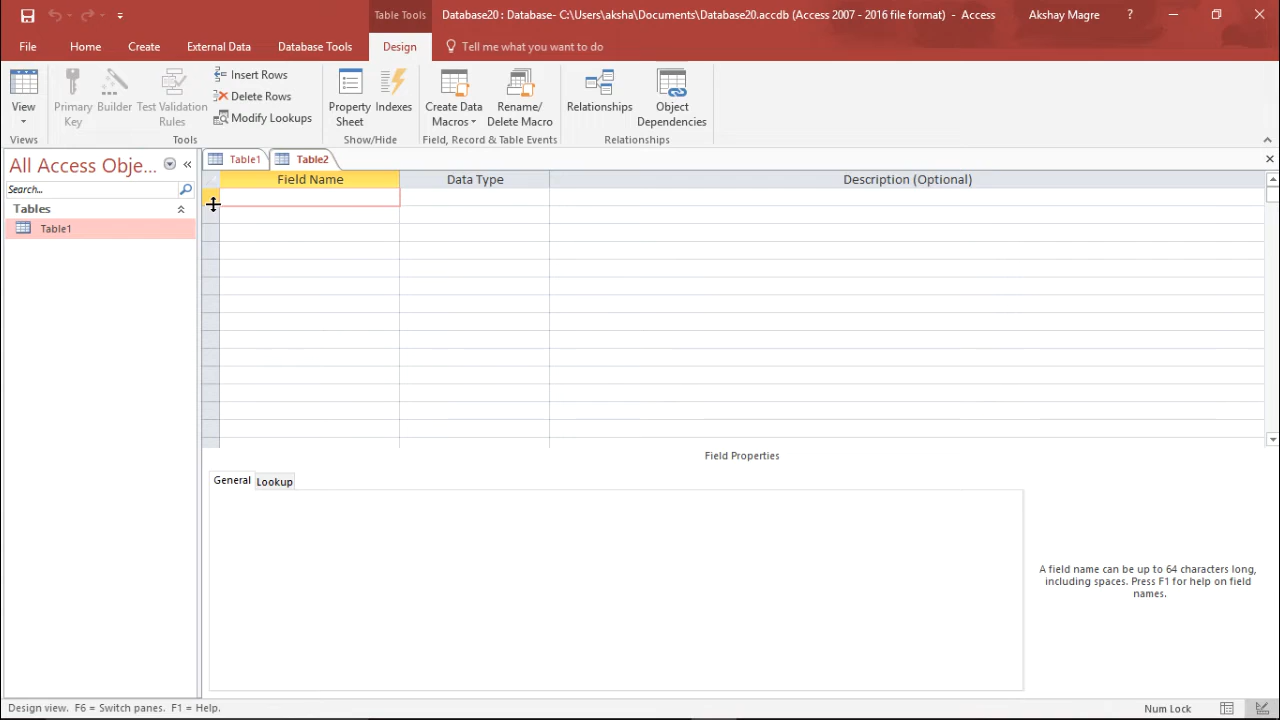 Table Tools
Database20 : Database- C:\Users\aksha\Documents\Database20.accdb (Access 2007 - 2016 file format) - Access
Akshay Magre
?
File
Home
Create
External Data
Database Tools
Design
Tell me what you want to do
View
Primary
Key
Builder
Test Validation
Rules
Insert Rows
Delete Rows
Modify Lookups
Property
Sheet
Indexes
Create Data
Macros
Rename/
Delete Macro
Relationships
Object
Dependencies
Views
Tools
Show/Hide
Field, Record & Table Events
Relationships
All Access Obje...
Search...
Tables
Table1
Table1
Table2
Field Name
Data Type
Description (Optional)
Field Properties
General
Lookup
A field name can be up to 64 characters long,
including spaces. Press F1 for help on field
names.
Design view. F6 = Switch panes. F1 = Help.
Num Lock